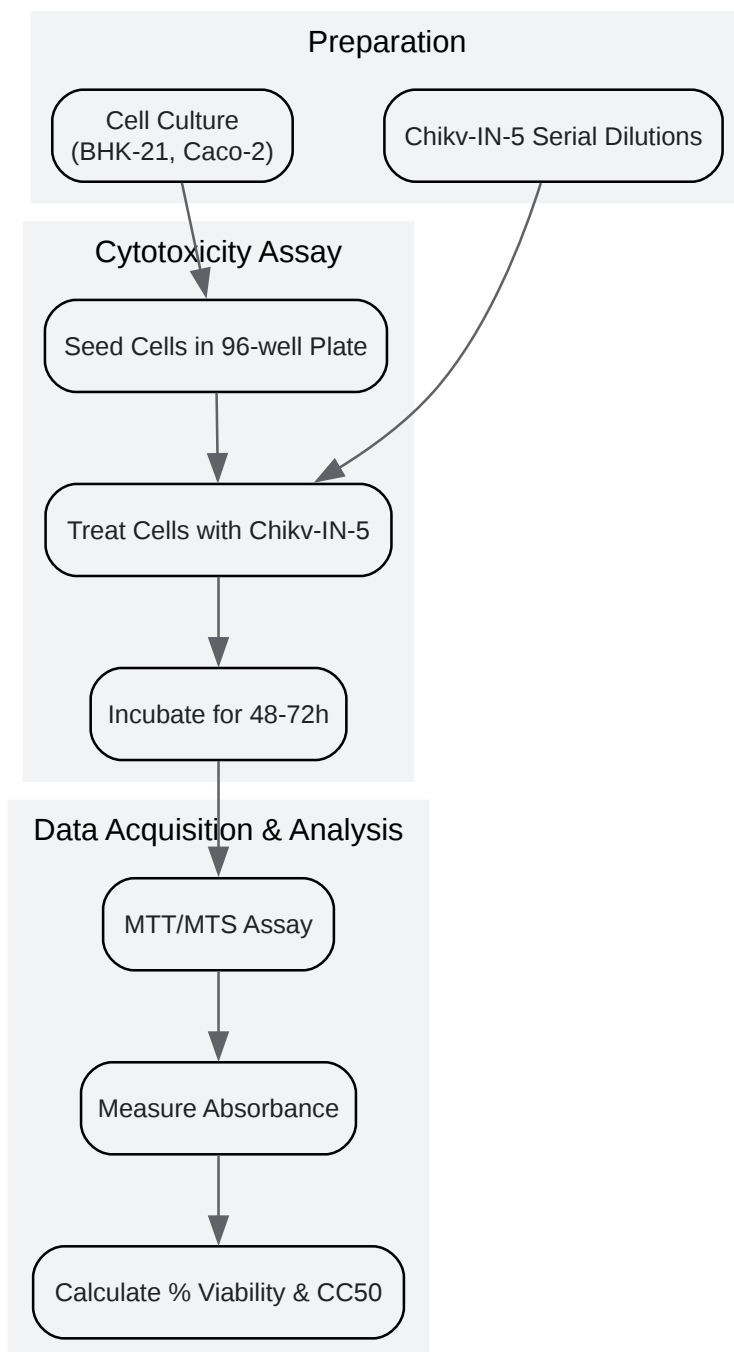 Preparation
Cell Culture
(BHK-21, Caco-2)
Chikv-IN-5 Serial Dilutions
Cytotoxicity Assay
Seed Cells in 96-well Plate
Treat Cells with Chikv-IN-5
Incubate for 48-72h
Data Acquisition & Analysis
MTT/MTS Assay
Measure Absorbance
Calculate % Viability & CC50